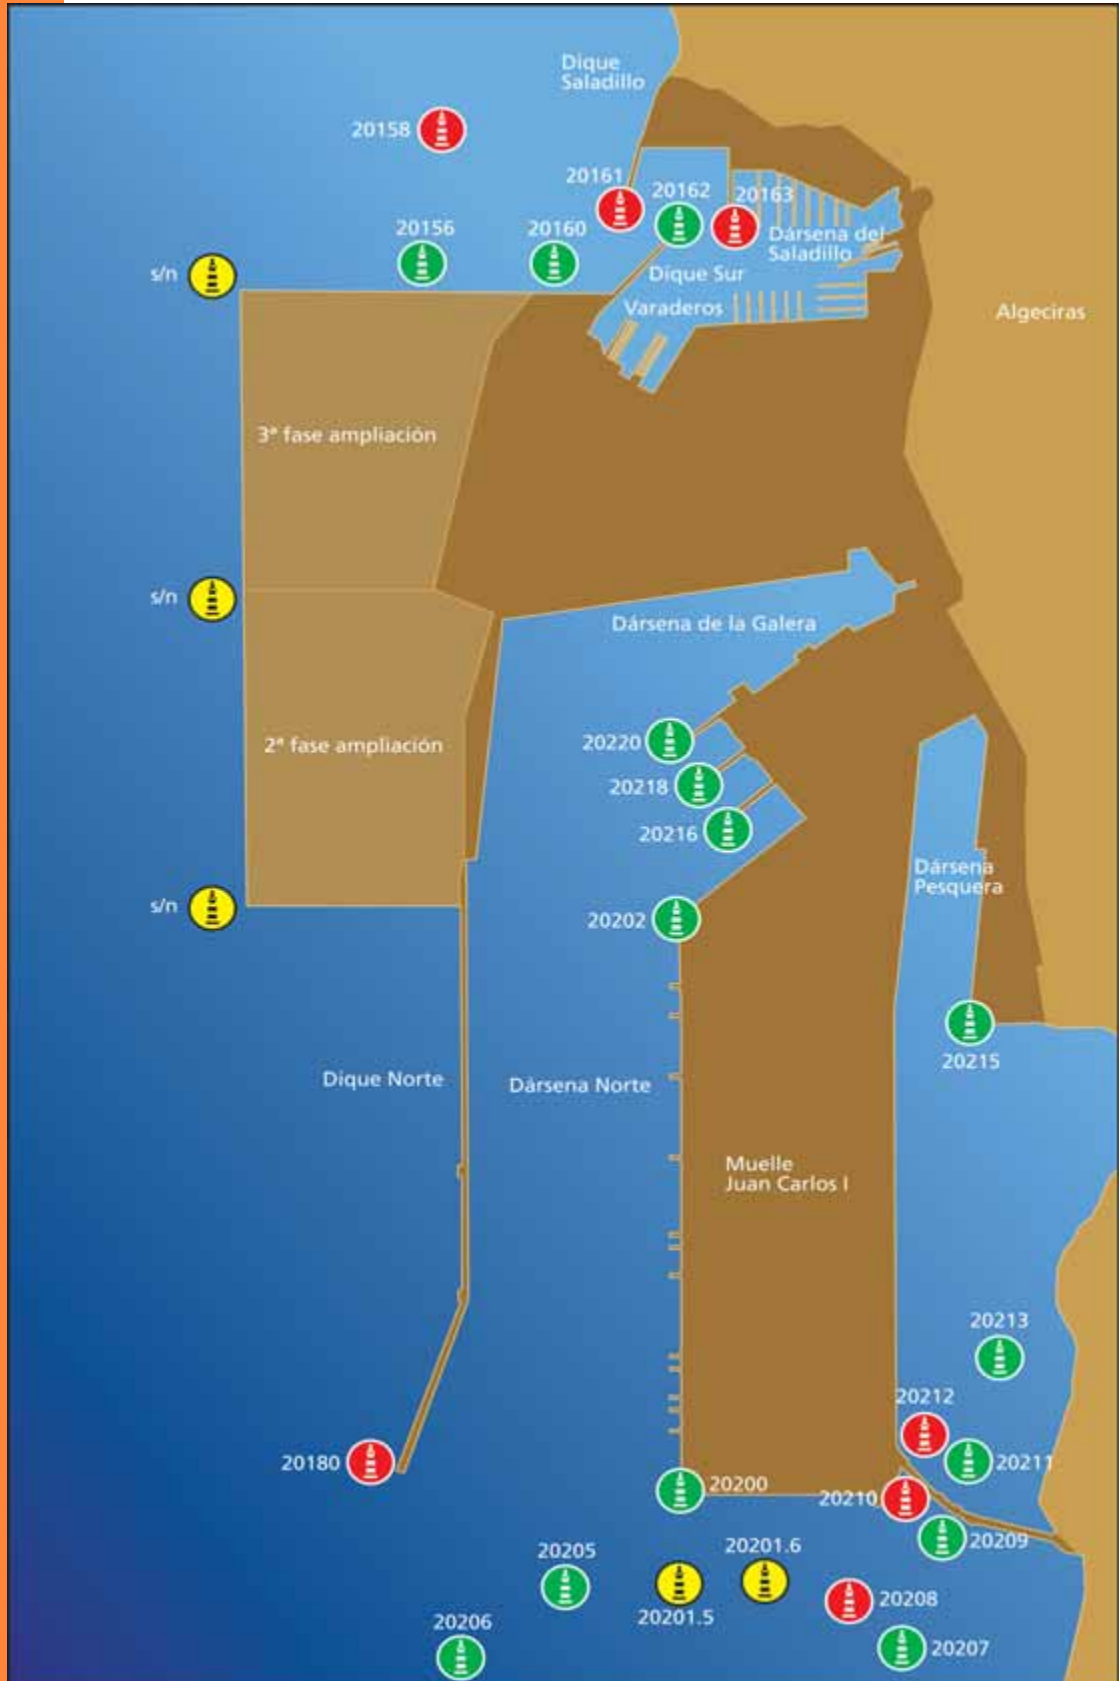 Dique
Saladillo
20158
20161
20162
20163
20156
20160
Dársena del
Saladillo
s/n
Dique Sur
Varaderos
Algeciras
3ª fase ampliación
s/n
Dársena de la Galera
20220
2ª fase ampliación
20218
20216
Dársena
Pesquera
s/n
20202
20215
Dique Norte
Dársena Norte
Muelle
Juan Carlos I
20213
20212
20180
20211
20200
20210
20209
20205
20201.6
20201.5
20208
20206
20207